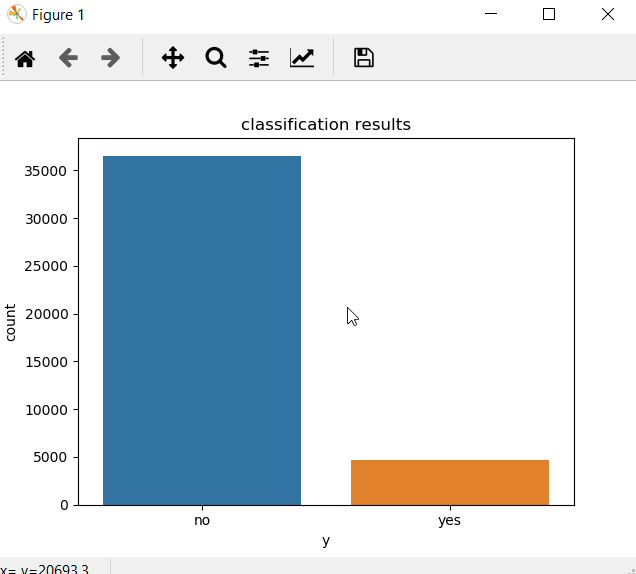 Figure 1
classification results
35000
30000
25000
20000
15000
10000
5000
0
count
no yes
y
x= y=20693.3